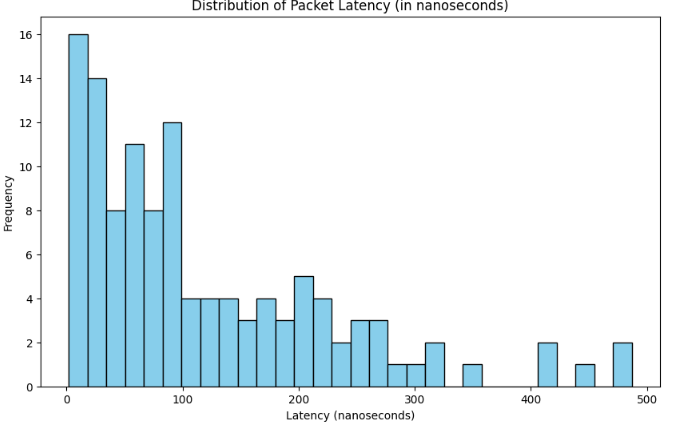 Distribution of Packet Latency (in nanoseconds)
16
14
12
10
8
6
4
2
0
Frequency
0 100 200 300 400 500
Latency (nanoseconds)